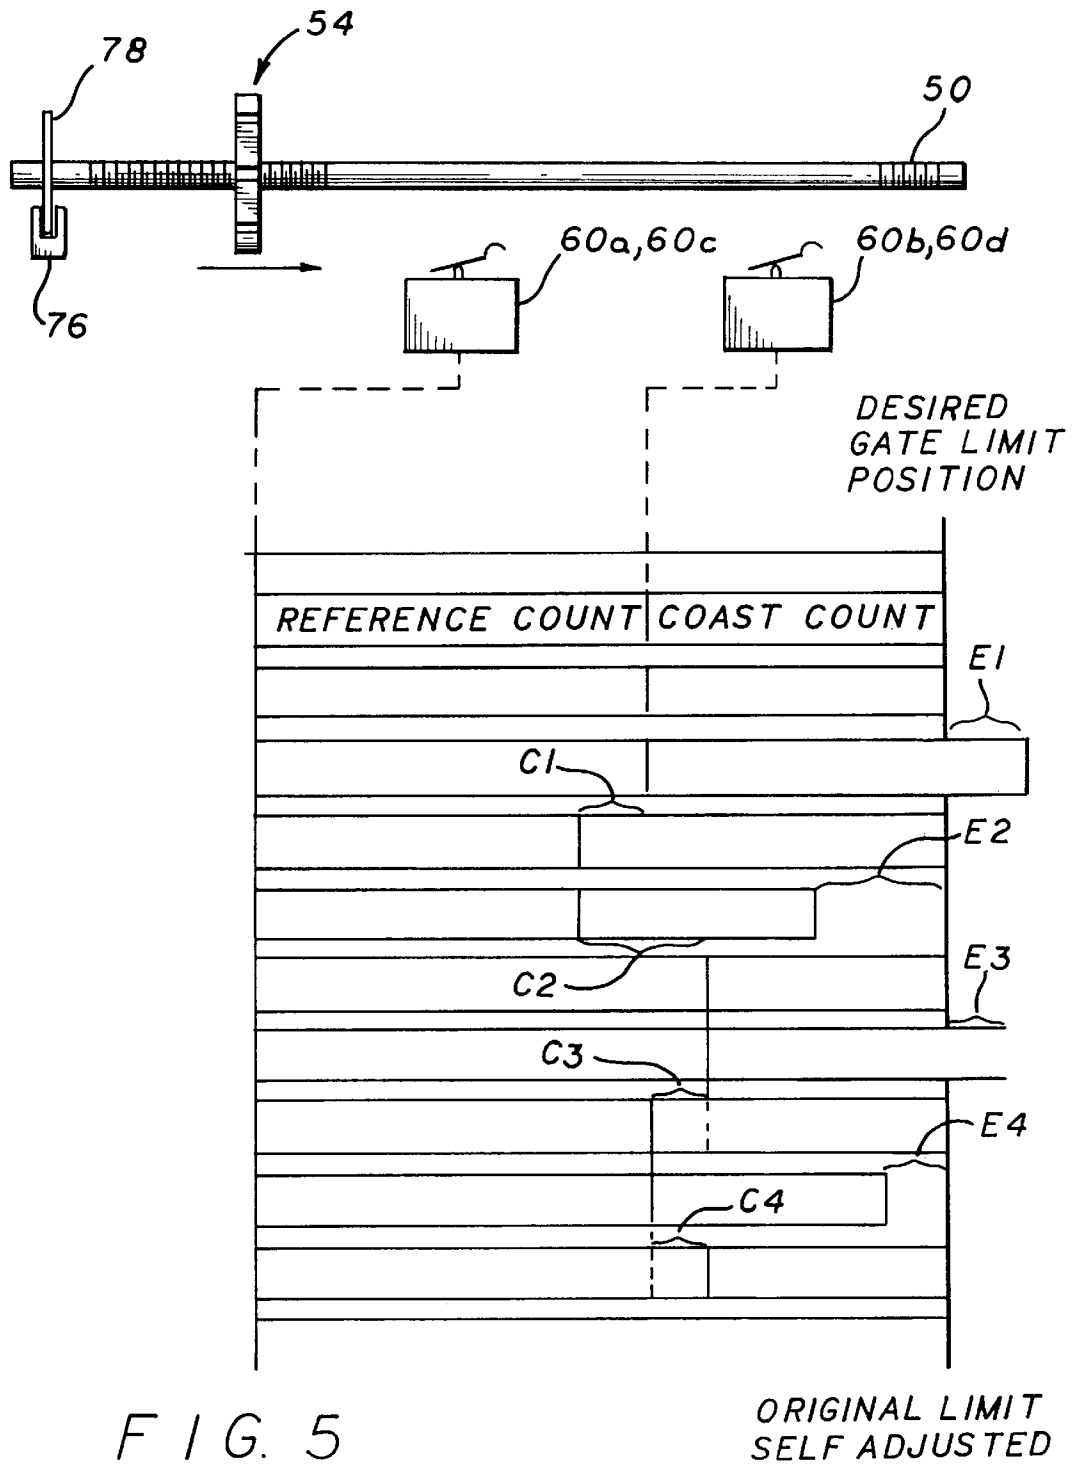 54
78
50
60a,60c
60b,60d
76
DESIRED
GATE LIMIT
POSITION
REFERENCE COUNT
COAST COUNT
E1
C1
E2
C2
E3
C3
E4
C4
FIG. 5
ORIGINAL LIMIT
SELF ADJUSTED